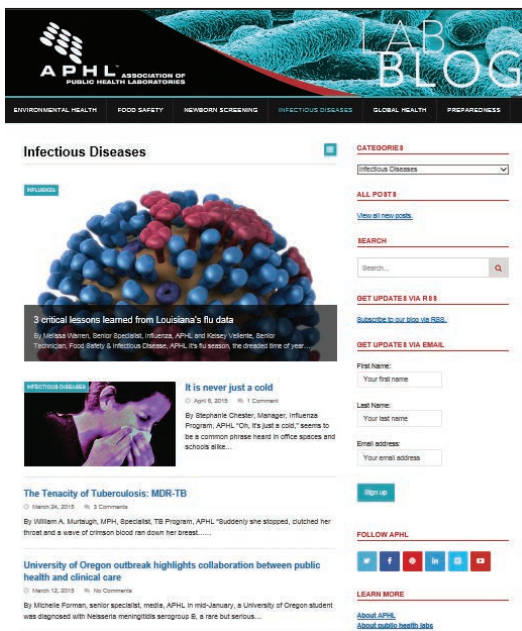 APHL ASSOCIATION OF
PUBLIC HEALTH LABORATORIES
LAB
BLOG
ENVIRONMENTAL HEALTH FOOD SAFETY NEWBORN SCREENING INFECTIOUS DISEASES GLOBAL HEALTH PREPAREDNESS
Infectious Diseases
INFLUENZA
3 critical lessons learned from Louisiana's flu data
By Melissa Warren, Senior Specialist, Influenza, APHL and Kelsey Vellente, Senior
Technician, Food Safety & Infectious Disease, APHL It's flu season, the dreaded time of year.…
INFECTIOUS DISEASES
It is never just a cold
April 6, 2015 1 Comment
By Stephanie Chester, Manager, Influenza
Program, APHL "Oh, it's just a cold," seems to
be a common phrase heard in office spaces and
schools alike…
The Tenacity of Tuberculosis: MDR-TB
March 24, 2015 3 Comments
By William A. Murtaugh, MPH, Specialist, TB Program, APHL "Suddenly she stopped, clutched her
throat and a wave of crimson blood ran down her breast……
University of Oregon outbreak highlights collaboration between public
health and clinical care
March 12, 2015 No Comments
By Michelle Forman, senior specialist, media, APHL In mid-January, a University of Oregon student
was diagnosed with Neisseria meningitidis serogroup B, a rare but serious…
CATEGORIES
Infectious Diseases
ALL POSTS
View all new posts.
SEARCH
Search...
GET UPDATES VIA RSS
Subscribe to our blog via RSS.
GET UPDATES VIA EMAIL
First Name:
Your first name
Last Name:
Your last name
Email address:
Your email address
Sign up
FOLLOW APHL
LEARN MORE
About APHL
About public health labs